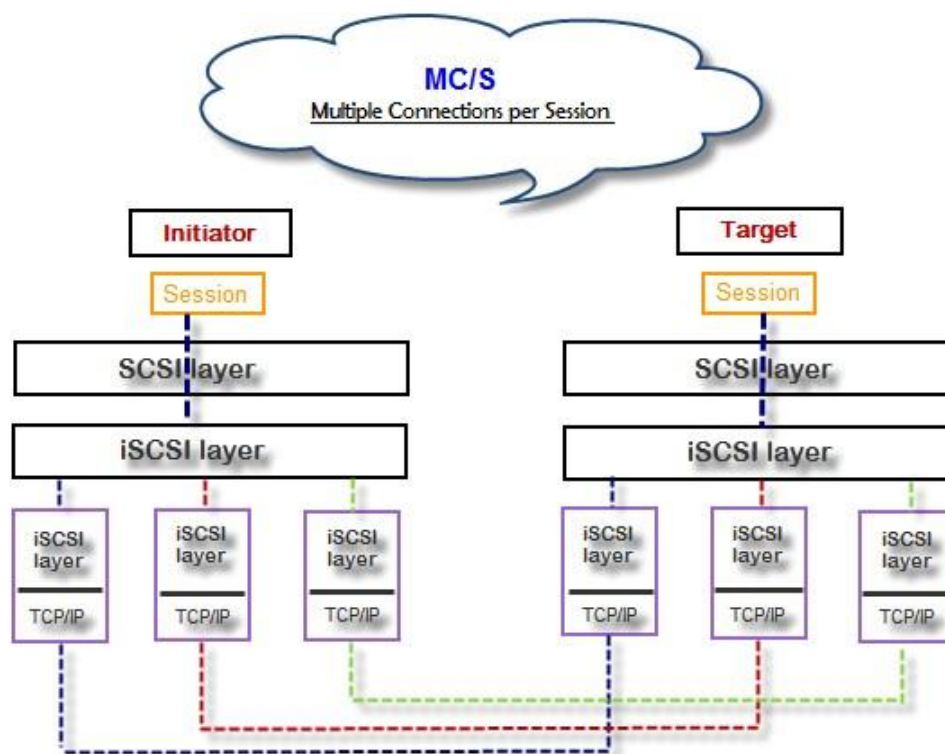 MC/S
Multiple Connections per Session
Initiator
Target
Session
Session
SCSI layer
SCSI layer
iSCSI layer
iSCSI layer
iSCSI
layer
TCP/IP
iSCSI
layer
TCP/IP
iSCSI
layer
TCP/IP
iSCSI
layer
TCP/IP
iSCSI
layer
TCP/IP
iSCSI
layer
TCP/IP